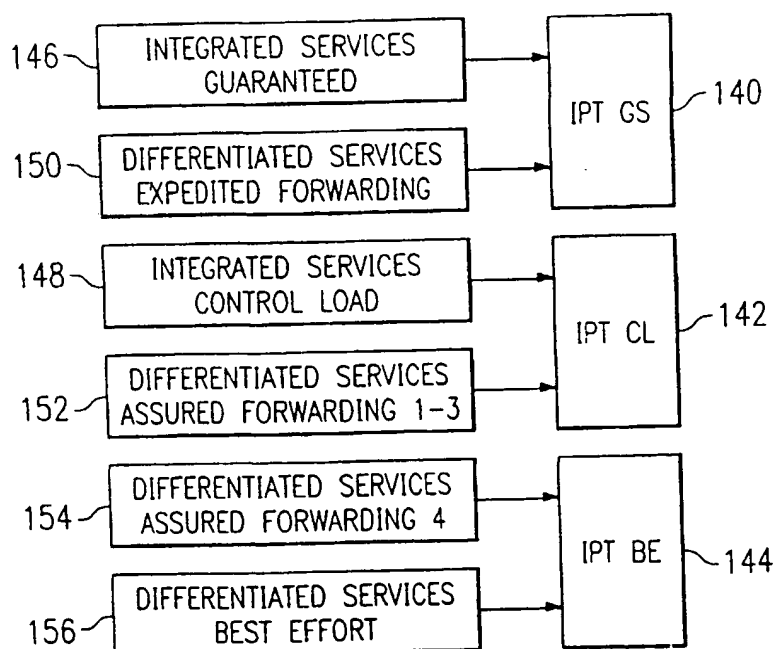 146
INTEGRATED SERVICES
GUARANTEED
IPT GS
140
150
DIFFERENTIATED SERVICES
EXPEDITED FORWARDING
148
INTEGRATED SERVICES
CONTROL LOAD
IPT CL
142
152
DIFFERENTIATED SERVICES
ASSURED FORWARDING 1-3
154
DIFFERENTIATED SERVICES
ASSURED FORWARDING 4
IPT BE
144
156
DIFFERENTIATED SERVICES
BEST EFFORT